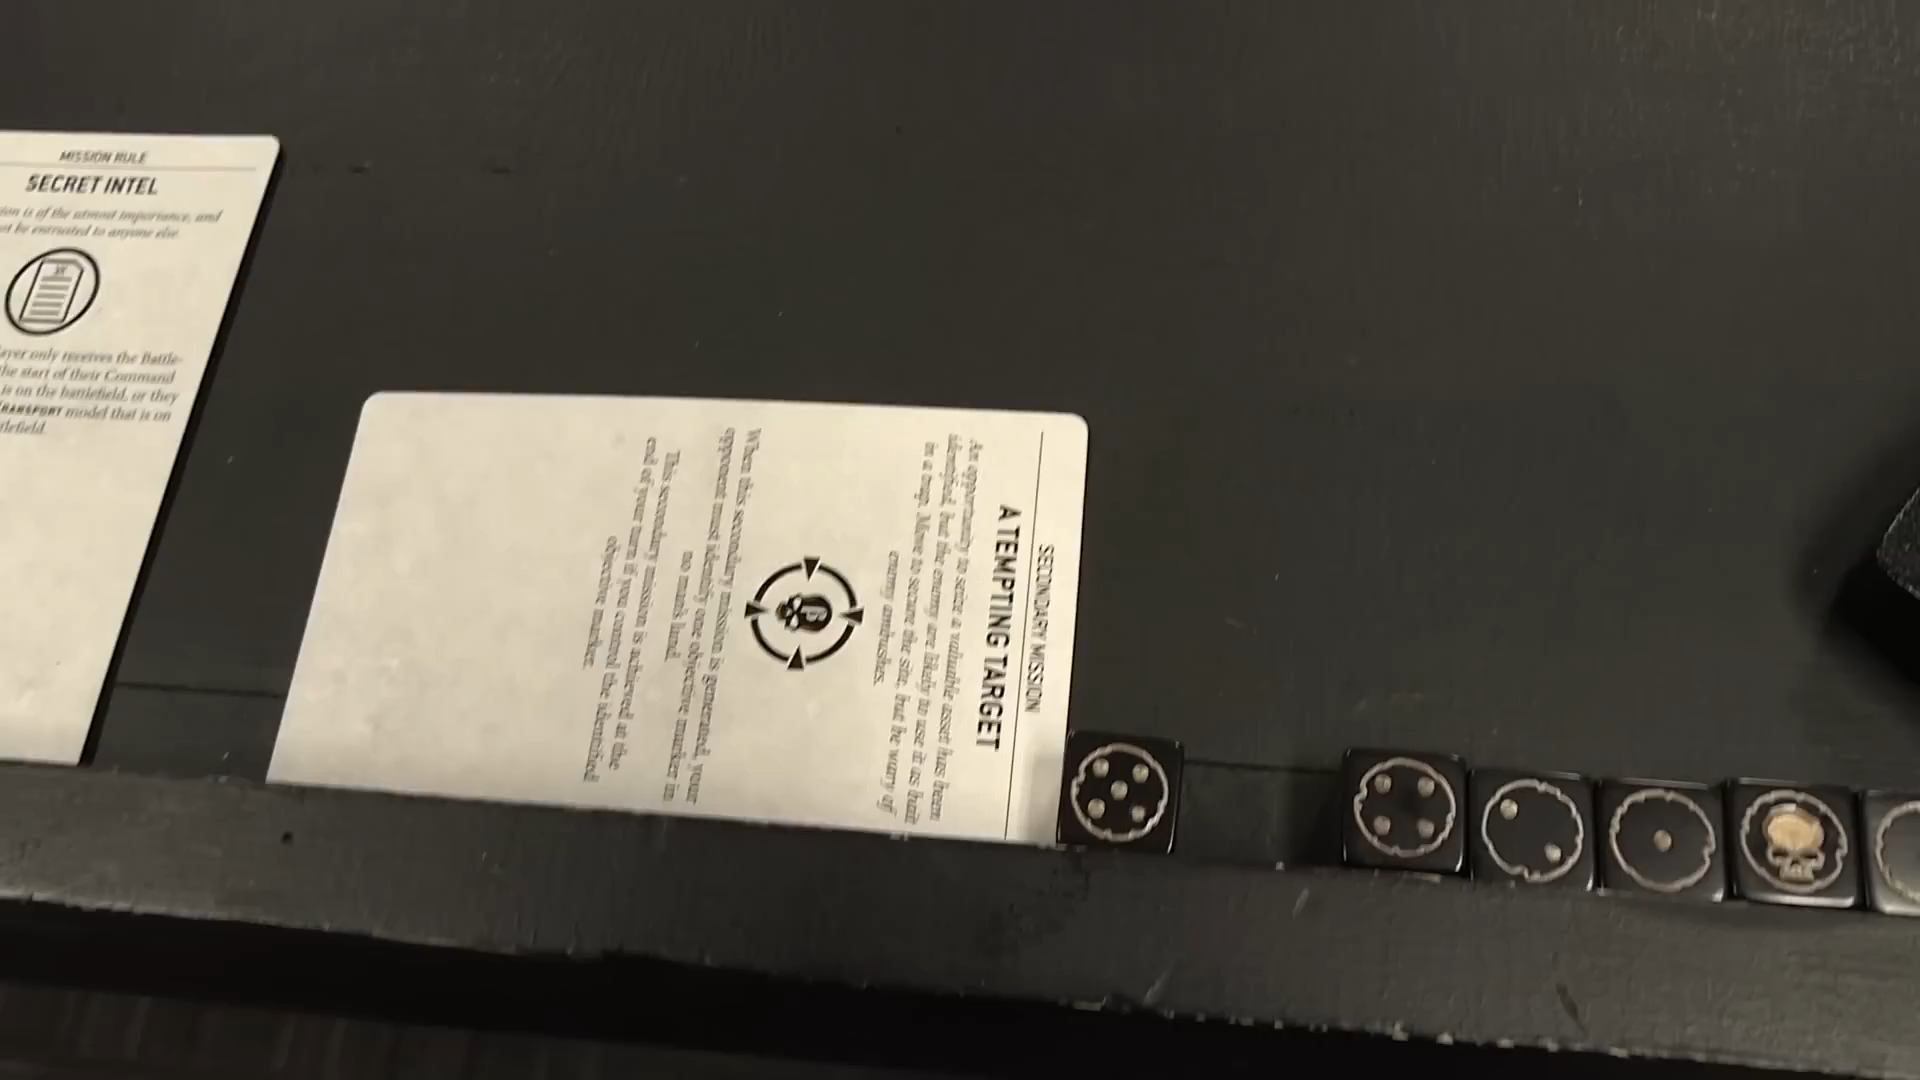 MISSION RULE
SECRET INTEL
ion is of the utmost importance, and
ot be entrusted to anyone else.
ayer only receives the Battle-
the start of their Command
is on the battlefield, or they
TRANSPORT model that is on
tlefield.
SECONDARY MISSION
A TEMPTING TARGET
An opportunity to seize a valuable asset has been
identified, but the enemy are likely to use it as bait
in a trap. Move to secure the site, but be wary of
enemy ambushes.
When this secondary mission is generated, your
opponent must identify one objective marker in
no man's land.
This secondary mission is achieved at the
end of your turn if you control the identified
objective marker.